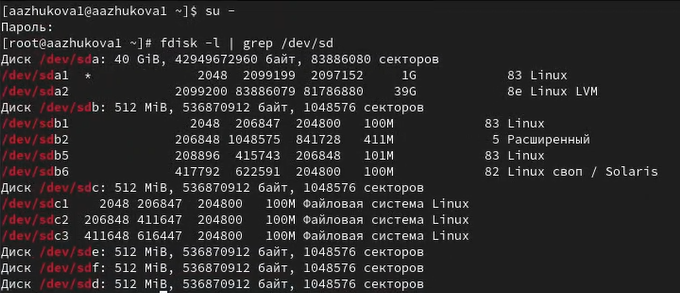 [aazhukova1@aazhukova1 ~]$ su -
Пароль:
[root@aazhukova1 ~]# fdisk -l | grep /dev/sd
Диск /dev/sda: 40 GiB, 42949672960 байт, 83886080 секторов
/dev/sda1 * 2048 2099199 2097152 1G 83 Linux
/dev/sda2 2099200 83886079 81786880 39G 8e Linux LVM
Диск /dev/sdb: 512 MiB, 536870912 байт, 1048576 секторов
/dev/sdb1 2048 206847 204800 100M 83 Linux
/dev/sdb2 206848 1048575 841728 411M 5 Расширенный
/dev/sdb5 208896 415743 206848 101M 83 Linux
/dev/sdb6 417792 622591 204800 100M 82 Linux своп / Solaris
Диск /dev/sdc: 512 MiB, 536870912 байт, 1048576 секторов
/dev/sdc1 2048 206847 204800 100M Файловая система Linux
/dev/sdc2 206848 411647 204800 100M Файловая система Linux
/dev/sdc3 411648 616447 204800 100M Файловая система Linux
Диск /dev/sde: 512 MiB, 536870912 байт, 1048576 секторов
Диск /dev/sdf: 512 MiB, 536870912 байт, 1048576 секторов
Диск /dev/sdd: 512 MiB, 536870912 байт, 1048576 секторов